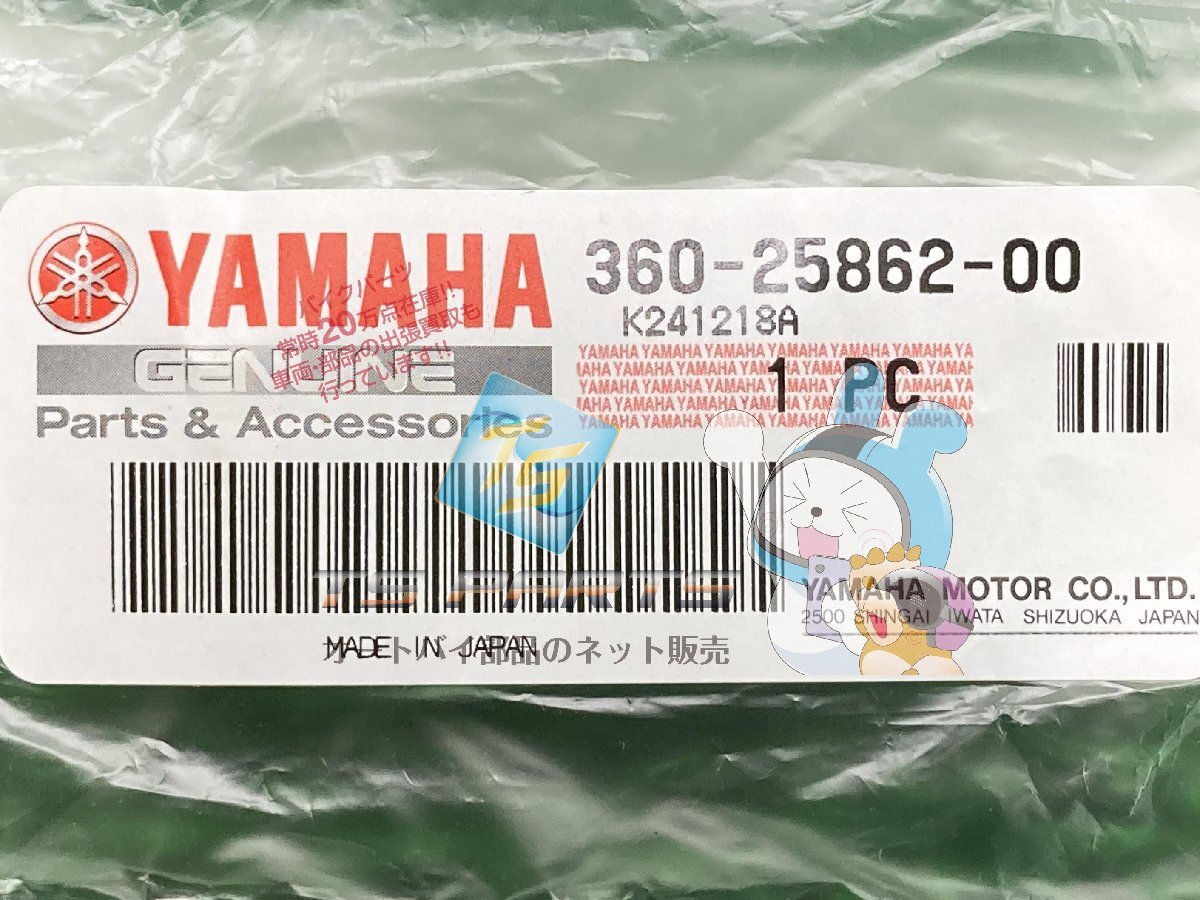 YAMAHA
360-25862-00
K241218A
GENUINE
Parts & Accessories
YAMAHA YAMAHA YAMAHA YAMAHA YAMAHA YAMAHA YA
1 PC
バイクパーツ
常時20万点在庫!!
車両・部品の出張買取も
行っています!!
TS
TS PARTS
オートバイ部品のネット販売
MADE IN JAPAN
YAMAHA MOTOR CO., LTD.
2500 SHINGAI IWATA SHIZUOKA JAPAN